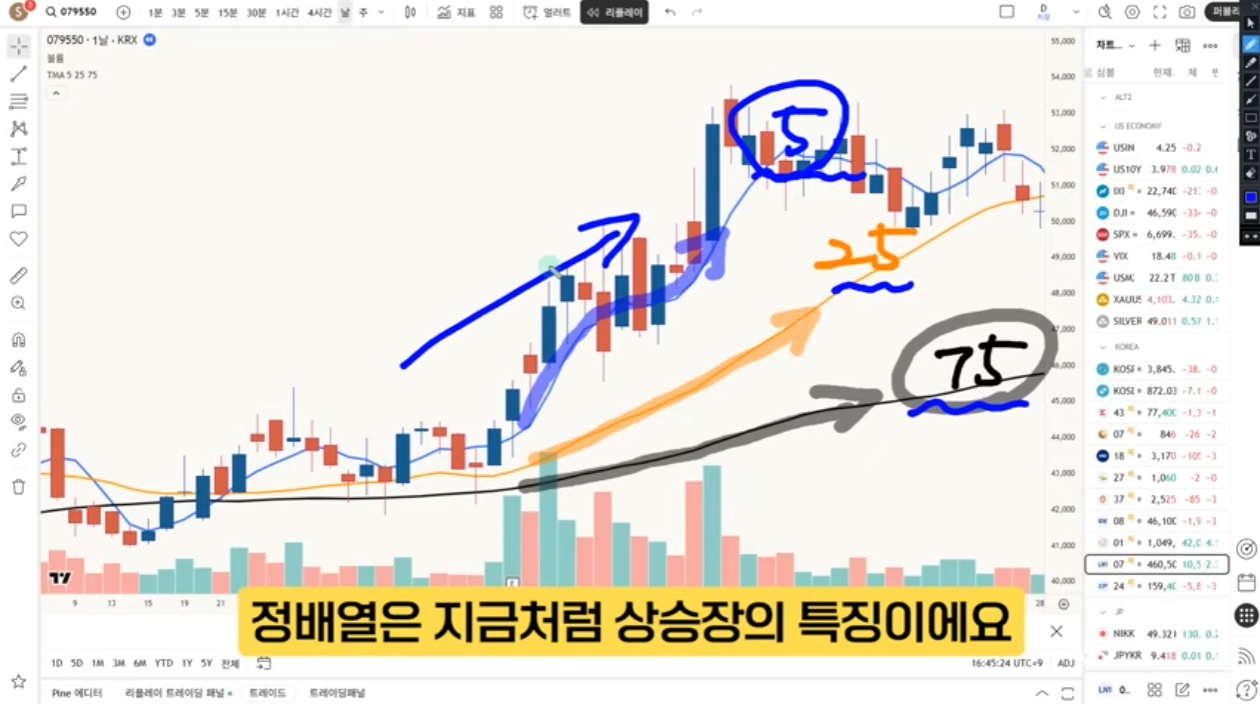 079550
1분 3분 5분 15분 30분 1시간 4시간 날 주
지표
얼러트
리플레이
D
저장
퍼블리
079550 · 1날 · KRX
볼륨
TMA 5 25 75
5
25
75
55,000
54,000
53,000
52,000
51,000
50,000
49,000
48,000
47,000
46,000
45,000
44,000
43,000
42,000
41,000
40,000
9 13 15 19 21
28
E
차트...
심볼 현재.
ALT2
US ECONOMY
USIN 4.25 -0.2
US10Y 3.978 0.02 0.6
IXI 22,740
DJI 46,590
SPX 6,699. -35. -0
VIX 18.48 -0.1 -0
USMC 22.2T 80B 0.
XAUUS 4,103. 4.32 0.
SILVER 49.011 0.57 1.
KOREA
KOSI 3,845. -38. -0
KOSI 872.03 -7.1 -0
43 77,400 -1,3 -1
07 846 -26 -2
18 3,170 -105 -3
27 1,060 -2 -0
37 2,525 -85 -3
08 46,100 -1,9 -3
01 1,049, 42,0 4.
07 460,50 10,5 2.
24 159,40 -5,8 -3
JP
NIKK 49.321 130. 0.2
JPYKR 9.418 0.01 0.1
정배열은 지금처럼 상승장의 특징이에요
1D 5D 1M 3M 6M YTD 1Y 5Y 전체
16:45:24 UTC+9 ADJ
Pine 에디터 리플레이 트레이딩 패널 트레이드 트레이딩패널